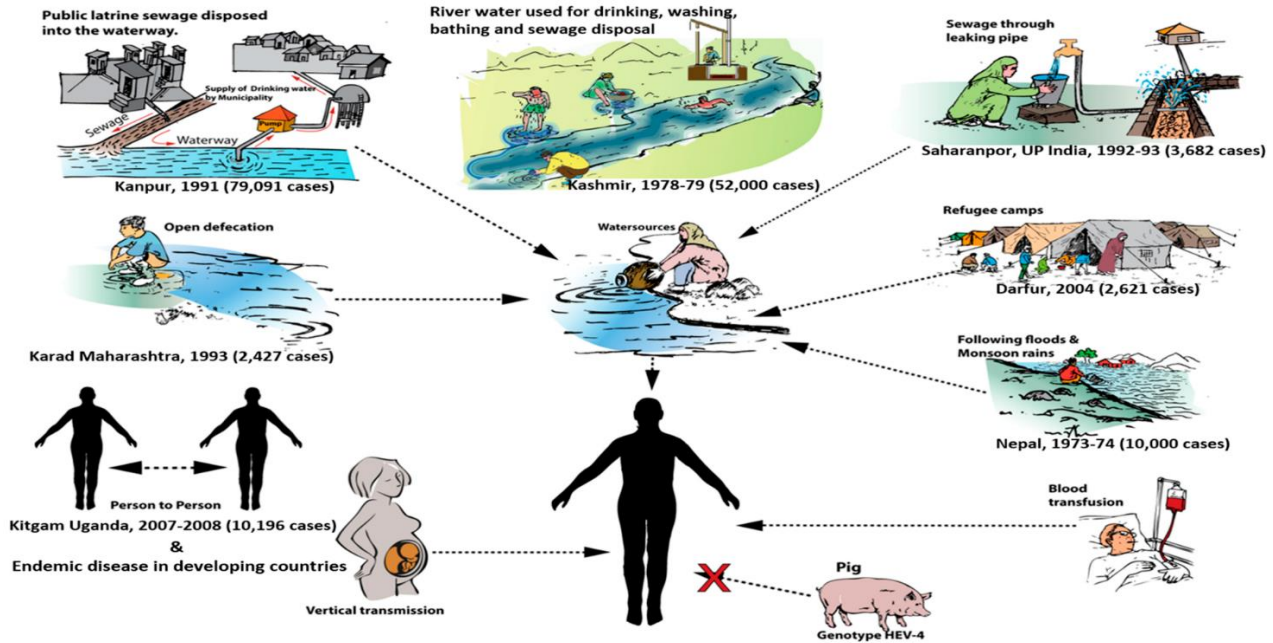 Public latrine sewage disposed
into the waterway.
Supply of Drinking water
by Municipality
Sewage
Pump
Waterway
Kanpur, 1991 (79,091 cases)
River water used for drinking, washing,
bathing and sewage disposal
Kashmir, 1978-79 (52,000 cases)
Sewage through
leaking pipe
Saharanpor, UP India, 1992-93 (3,682 cases)
Open defecation
Karad Maharashtra, 1993 (2,427 cases)
Watersources
Refugee camps
Darfur, 2004 (2,621 cases)
Following floods &
Monsoon rains
Nepal, 1973-74 (10,000 cases)
Person to Person
Kitgam Uganda, 2007-2008 (10,196 cases)
&
Endemic disease in developing countries
Vertical transmission
Blood
transfusion
X
Pig
Genotype HEV-4